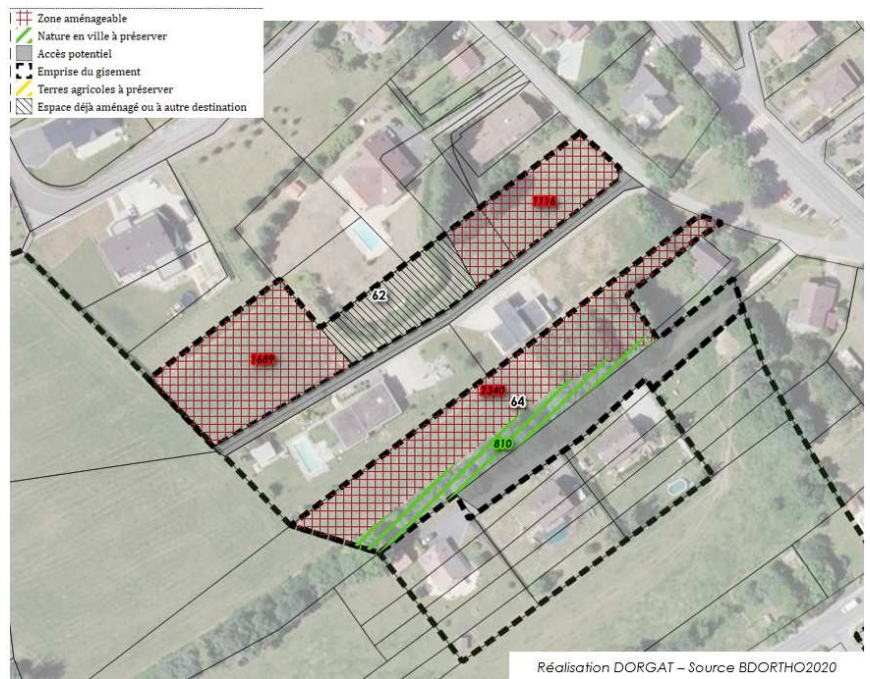 Zone aménageable
Nature en ville à préserver
Accès potentiel
Emprise du gisement
Terres agricoles à préserver
Espace déjà aménagé ou à autre destination
1116
62
1689
2340
64
810
Réalisation DORGAT – Source BDORTHO2020